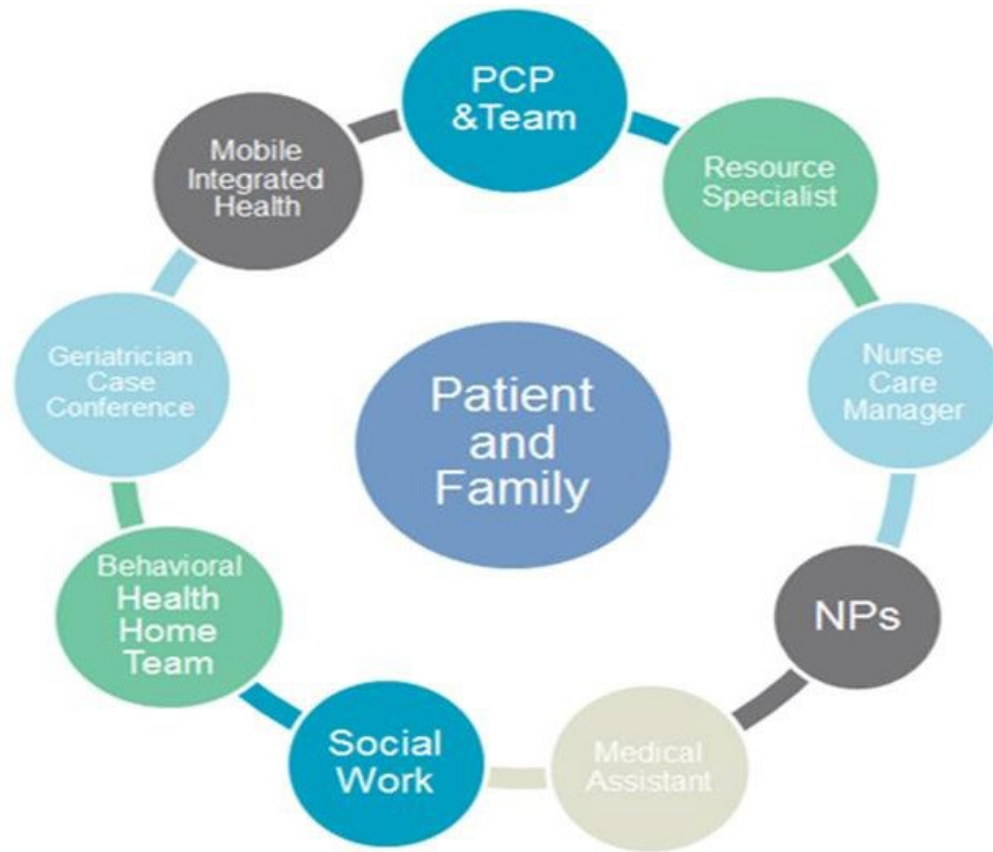 PCP
&Team
Resource
Specialist
Nurse
Care
Manager
NPs
Medical
Assistant
Social
Work
Behavioral
Health
Home
Team
Geriatrician
Case
Conference
Mobile
Integrated
Health
Patient
and
Family